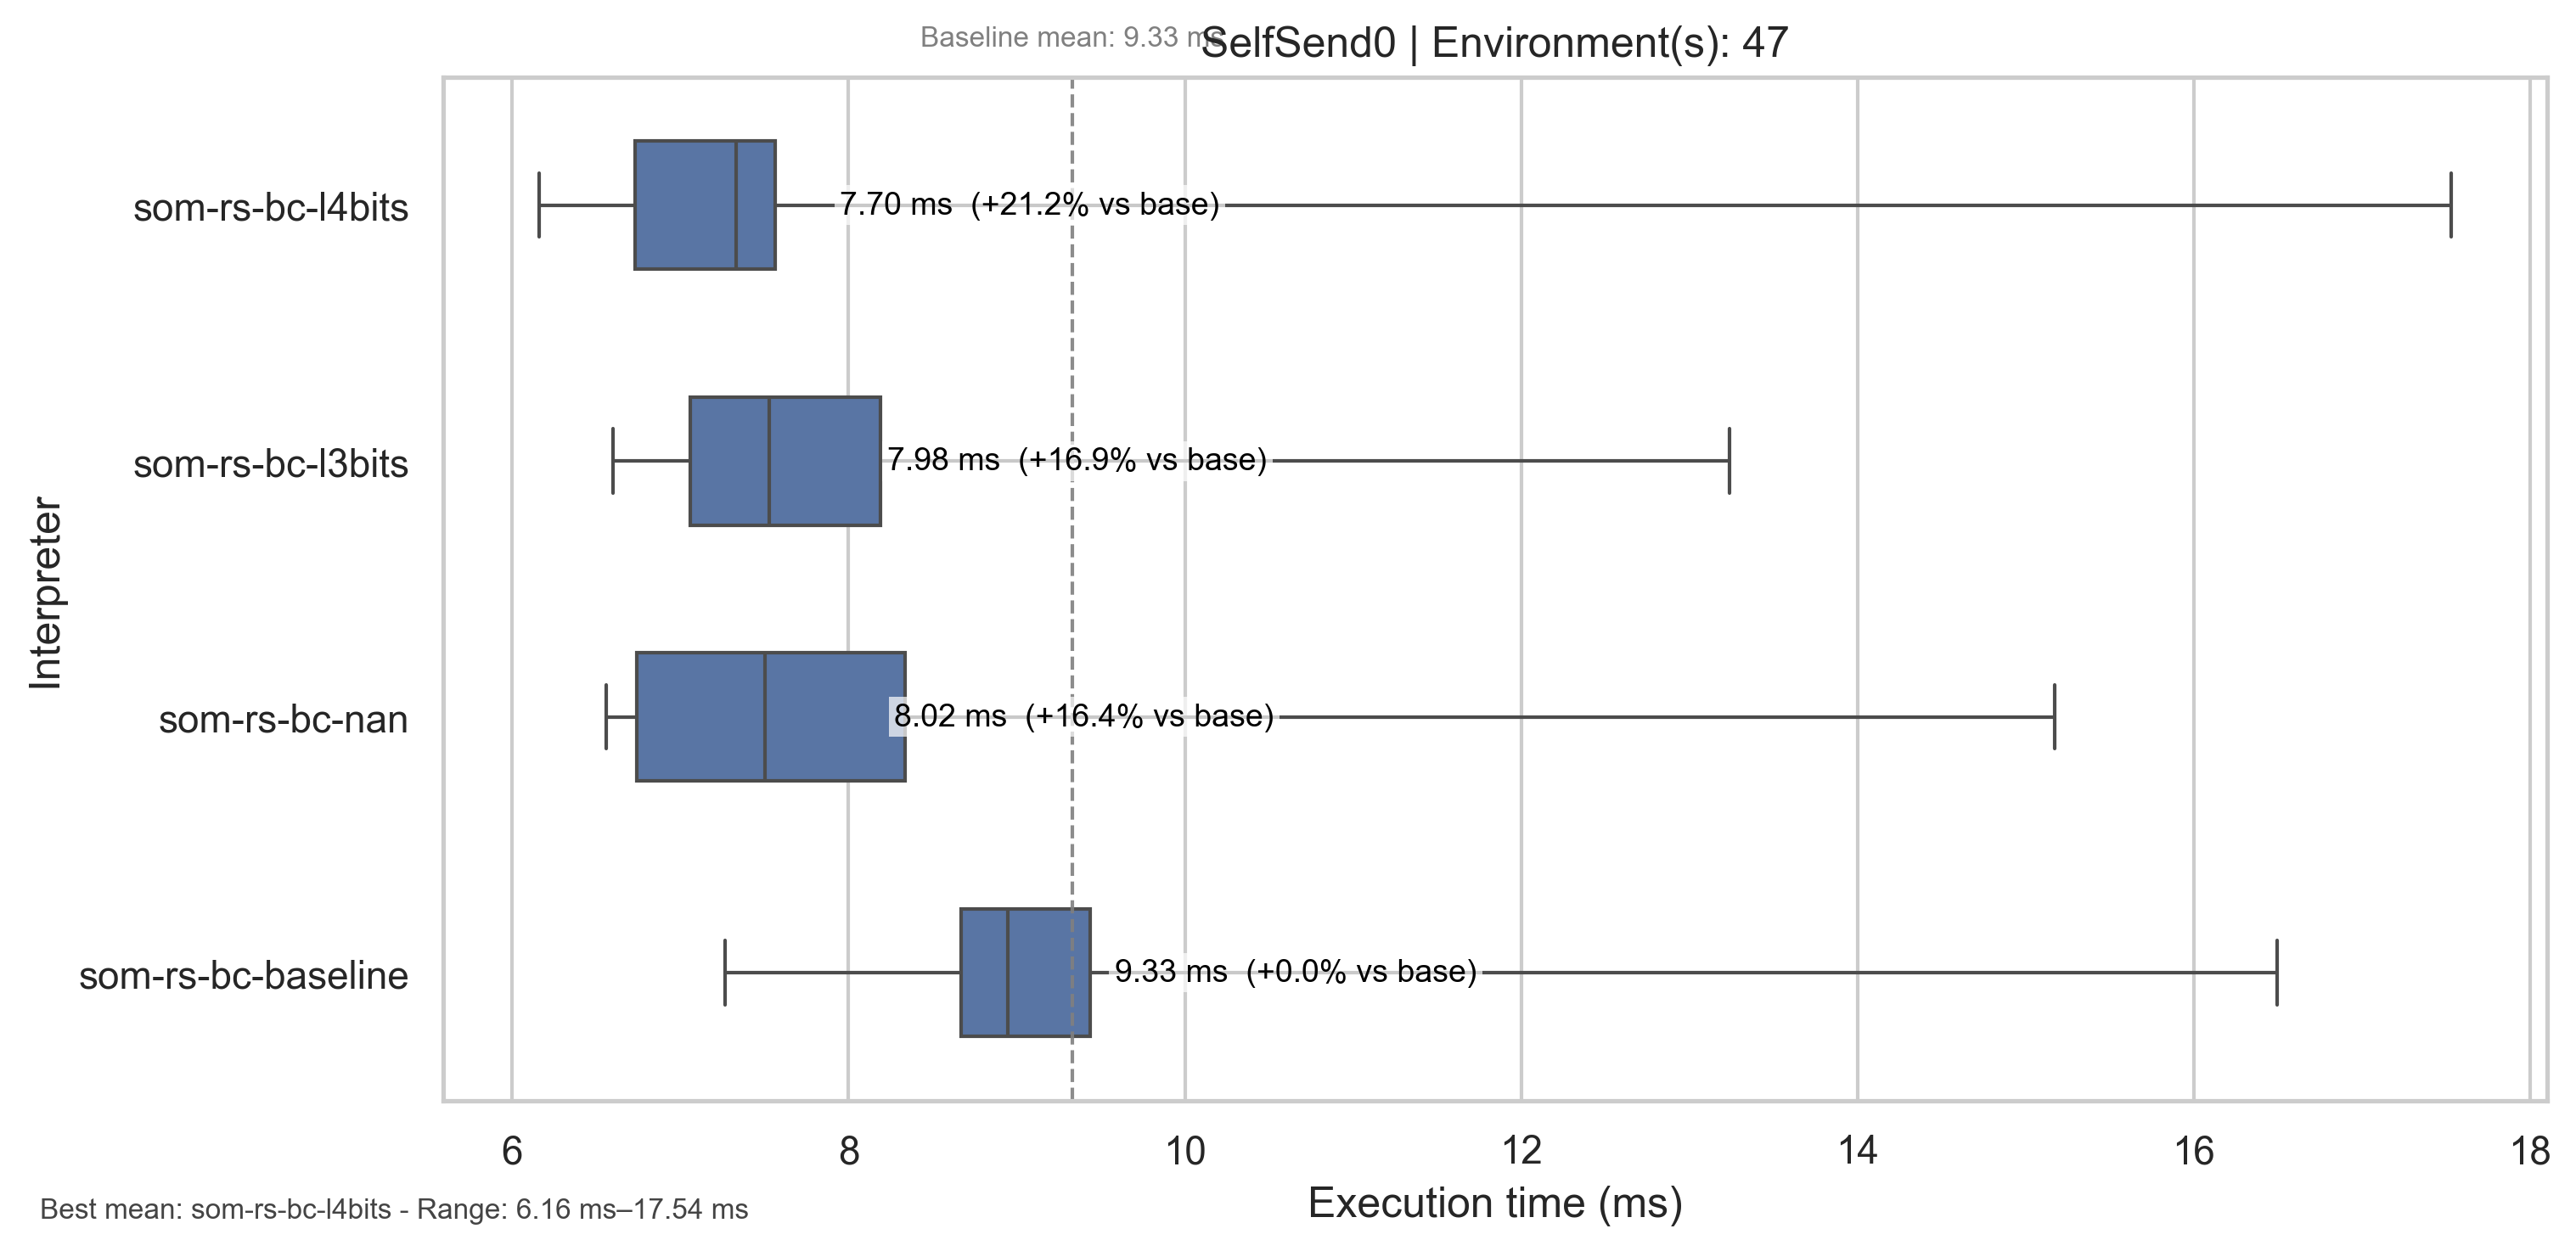 Baseline mean: 9.33 ms
SelfSend0 | Environment(s): 47
Interpreter
som-rs-bc-l4bits
7.70 ms  (+21.2% vs base)
som-rs-bc-l3bits
7.98 ms  (+16.9% vs base)
som-rs-bc-nan
8.02 ms  (+16.4% vs base)
som-rs-bc-baseline
9.33 ms  (+0.0% vs base)
6 8 10 12 14 16 18
Execution time (ms)
Best mean: som-rs-bc-l4bits - Range: 6.16 ms–17.54 ms